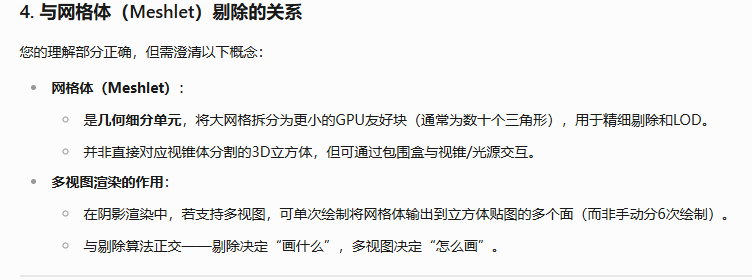 4. 与网格体（Meshlet）剔除的关系
您的理解部分正确，但需澄清以下概念：
• 网格体（Meshlet）：
○ 是几何细分单元，将大网格拆分为更小的GPU友好块（通常为数十个三角形），用于精细剔除和LOD。
○ 并非直接对应视锥体分割的3D立方体，但可通过包围盒与视锥/光源交互。
• 多视图渲染的作用：
○ 在阴影渲染中，若支持多视图，可单次绘制将网格体输出到立方体贴图的多个面（而非手动分6次绘制）。
○ 与剔除算法正交——剔除决定“画什么”，多视图决定“怎么画”。